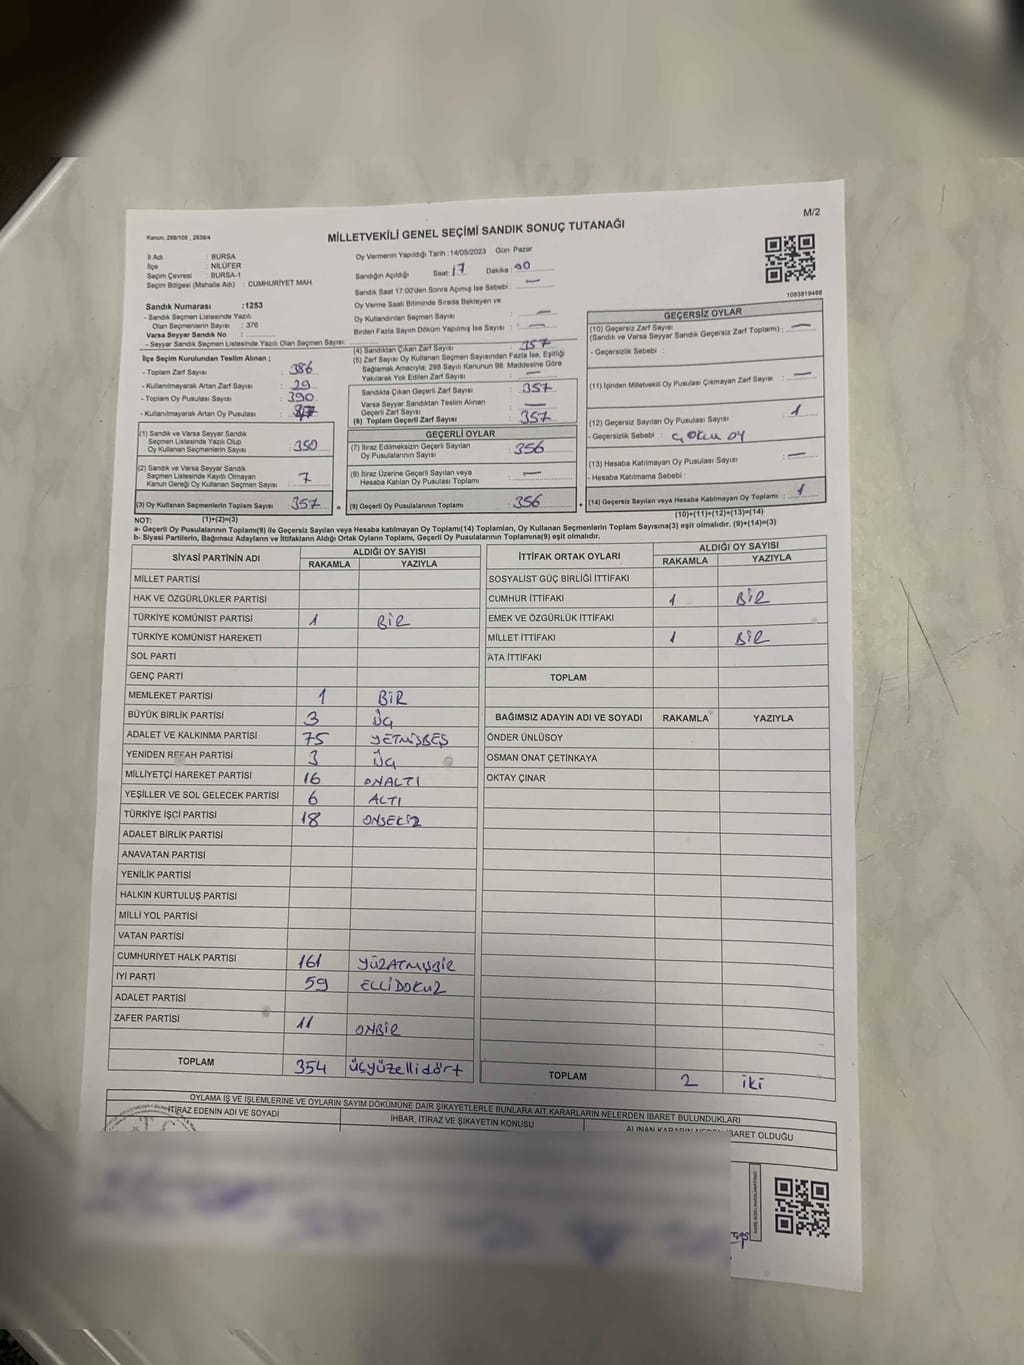 M/2
Kanun: 298/105 , 2839/4
MİLLETVEKİLİ GENEL SEÇİMİ SANDIK SONUÇ TUTANAĞI
İl Adı : BURSA
İlçe : NİLÜFER
Seçim Çevresi : BURSA-1
Seçim Bölgesi (Mahalle Adı) : CUMHURİYET MAH.
Oy Vermenin Yapıldığı Tarih :14/05/2023 Gün Pazar
Sandığın Açıldığı Saat: 17 Dakika: 00
Sandık Saat 17:00'den Sonra Açımış İse Sebebi : —
Oy Verme Saati Bitiminde Sırada Bekleyen ve
Oy Kullandırılan Seçmen Sayısı : —
Birden Fazla Sayım Döküm Yapılmış İse Sayısı : —
1083819468
Sandık Numarası :1253
- Sandık Seçmen Listesinde Yazılı
Olan Seçmenlerin Sayısı : 376
Varsa Seyyar Sandık No :
- Seyyar Sandık Seçmen Listesinde Yazılı Olan Seçmen Sayısı:
İlçe Seçim Kurulundan Teslim Alınan ;
- Toplam Zarf Sayısı : 386
- Kullanılmayarak Artan Zarf Sayısı : 29
- Toplam Oy Pusulası : 390
- Kullanılmayarak Artan Oy Pusulası :
(1) Sandık ve Varsa Seyyar Sandık
Seçmen Listesinde Yazılı Olup
Oy Kullanan Seçmenlerin Sayısı : 350
(2) Sandık ve Varsa Seyyar Sandık
Seçmen Listesinde Kayıtlı Olmayan
Kanun Gereği Oy Kullanan Seçmen Sayısı : 7
(3) Oy Kullanan Seçmenlerin Toplam Sayısı : 357
(4) Sandıktan Çıkan Zarf Sayısı : 357
(5) Zarf Sayısı Oy Kullanan Seçmen Sayısından Fazla İse, Eşitliği
Sağlamak Amacıyla; 298 Sayılı Kanunun 98. Maddesine Göre
Yakılarak Yok Edilen Zarf Sayısı : —
Sandıkta Çıkan Geçerli Zarf Sayısı : 357
Varsa Seyyar Sandıktan Teslim Alınan
Geçerli Zarf Sayısı : —
(6) Toplam Geçerli Zarf Sayısı : 357
GEÇERLİ OYLAR
(7) İtiraz Edilmeksizin Geçerli Sayılan
Oy Pusulalarının Sayısı : 356
(8) İtiraz Üzerine Geçerli Sayılan veya
Hesaba Katılan Oy Pusulası Toplamı : —
= (9) Geçerli Oy Pusulalarının Toplamı : 356
GEÇERSİZ OYLAR
(10) Geçersiz Zarf Sayısı
(Sandık ve Varsa Seyyar Sandık Geçersiz Zarf Toplamı) : —
- Geçersizlik Sebebi :
(11) İçinden Milletvekili Oy Pusulası Çıkmayan Zarf Sayısı : —
(12) Geçersiz Sayılan Oy Pusulası Sayısı : 1
- Geçersizlik Sebebi :
(13) Hesaba Katılmayan Oy Pusulası Sayısı : —
- Hesaba Katılmama Sebebi :
+ (14) Geçersiz Sayılan veya Hesaba Katılmayan Oy Toplamı : 1
(10)+(11)+(12)+(13)=(14)
NOT: (1)+(2)=(3)
a- Geçerli Oy Pusulalarının Toplamı(9) ile Geçersiz Sayılan veya Hesaba katılmayan Oy Toplamı(14) Toplamları, Oy Kullanan Seçmenlerin Toplam Sayısına(3) eşit olmalıdır. (9)+(14)=(3)
b- Siyasi Partilerin, Bağımsız Adayların ve İttifakların Aldığı Ortak Oyların Toplamı, Geçerli Oy Pusulalarının Toplamına(9) eşit olmalıdır.
SİYASİ PARTİNİN ADI ALDIĞI OY SAYISI
RAKAMLA YAZIYLA
MİLLET PARTİSİ
HAK VE ÖZGÜRLÜKLER PARTİSİ
TÜRKİYE KOMÜNİST PARTİSİ 1 BİR
TÜRKİYE KOMÜNİST HAREKETİ
SOL PARTİ
GENÇ PARTİ
MEMLEKET PARTİSİ 1 BİR
BÜYÜK BİRLİK PARTİSİ 3 ÜÇ
ADALET VE KALKINMA PARTİSİ 75 YETMİŞBEŞ
YENİDEN REFAH PARTİSİ 3 ÜÇ
MİLLİYETÇİ HAREKET PARTİSİ 16 ONALTI
YEŞİLLER VE SOL GELECEK PARTİSİ 6 ALTI
TÜRKİYE İŞÇİ PARTİSİ 18 ONSEKİZ
ADALET BİRLİK PARTİSİ
ANAVATAN PARTİSİ
YENİLİK PARTİSİ
HALKIN KURTULUŞ PARTİSİ
MİLLİ YOL PARTİSİ
VATAN PARTİSİ
CUMHURİYET HALK PARTİSİ 161 YÜZATMIŞBİR
İYİ PARTİ 59 ELLİDOKUZ
ADALET PARTİSİ
ZAFER PARTİSİ 11 ONBİR
TOPLAM 354 üçyüzellidört
İTTİFAK ORTAK OYLARI ALDIĞI OY SAYISI
RAKAMLA YAZIYLA
SOSYALİST GÜÇ BİRLİĞİ İTTİFAKI
CUMHUR İTTİFAKI 1 BİR
EMEK VE ÖZGÜRLÜK İTTİFAKI
MİLLET İTTİFAKI 1 BİR
ATA İTTİFAKI
TOPLAM
BAĞIMSIZ ADAYIN ADI VE SOYADI RAKAMLA YAZIYLA
ÖNDER ÜNLÜSOY
OSMAN ONAT ÇETİNKAYA
OKTAY ÇINAR
TOPLAM 2 iki
OYLAMA İŞ VE İŞLEMLERİNE VE OYLARIN SAYIM DÖKÜMÜNE DAİR ŞİKAYETLERLE BUNLARA AİT KARARLARIN NELERDEN İBARET BULUNDUKLARI
İTİRAZ EDENİN ADI VE SOYADI
İHBAR, İTİRAZ VE ŞİKAYETİN KONUSU
ALINAN KARARIN NEDEN İBARET OLDUĞU